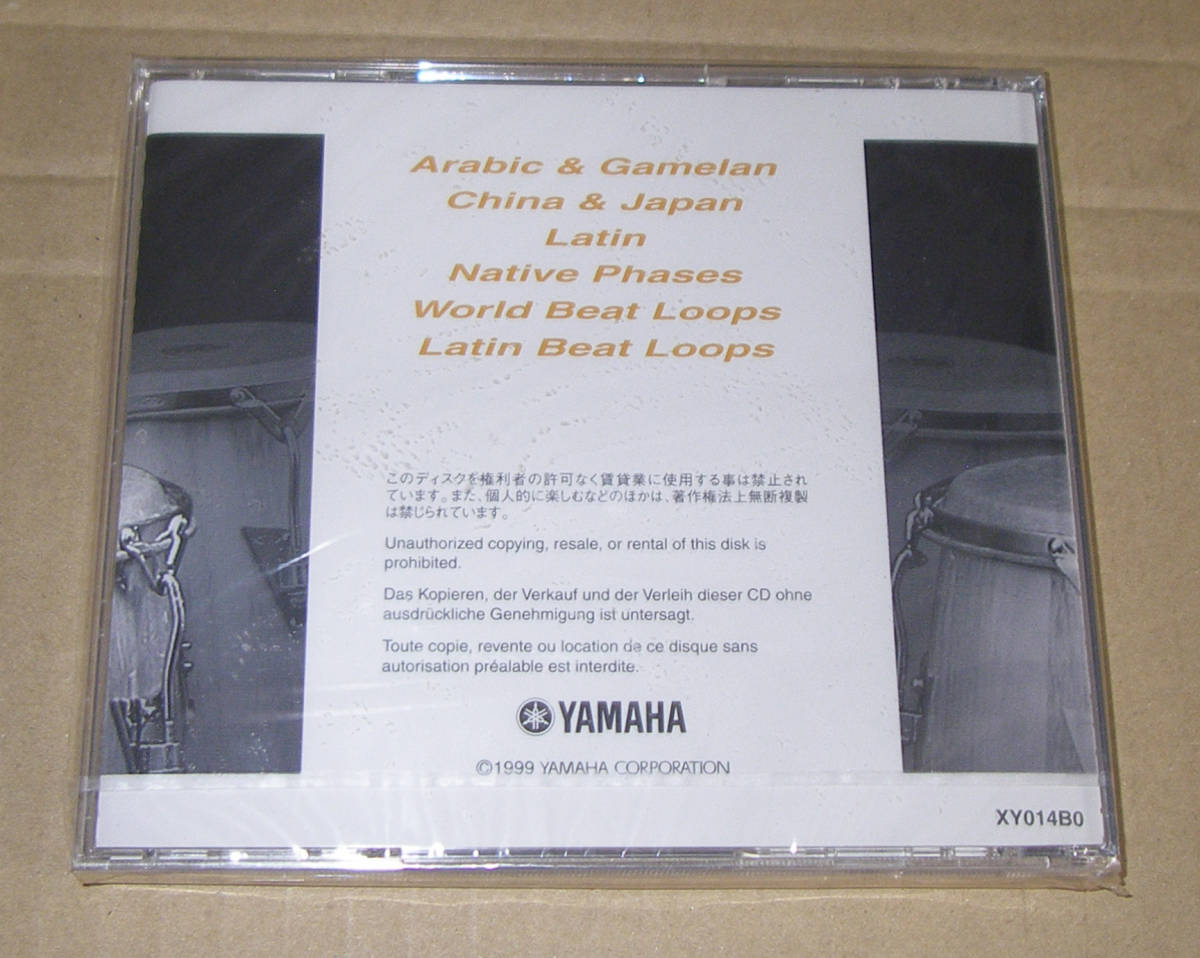 Arabic & Gamelan
China & Japan
Latin
Native Phases
World Beat Loops
Latin Beat Loops
このディスクを権利者の許可なく賃貸業に使用する事は禁止され
ています。また、個人的に楽しむなどのほかは、著作権法上無断複製
は禁じられています。
Unauthorized copying, resale, or rental of this disk is
prohibited.
Das Kopieren, der Verkauf und der Verleih dieser CD ohne
ausdrückliche Genehmigung ist untersagt.
Toute copie, revente ou location de ce disque sans
autorisation préalable est interdite.
YAMAHA
©1999 YAMAHA CORPORATION
XY014B0